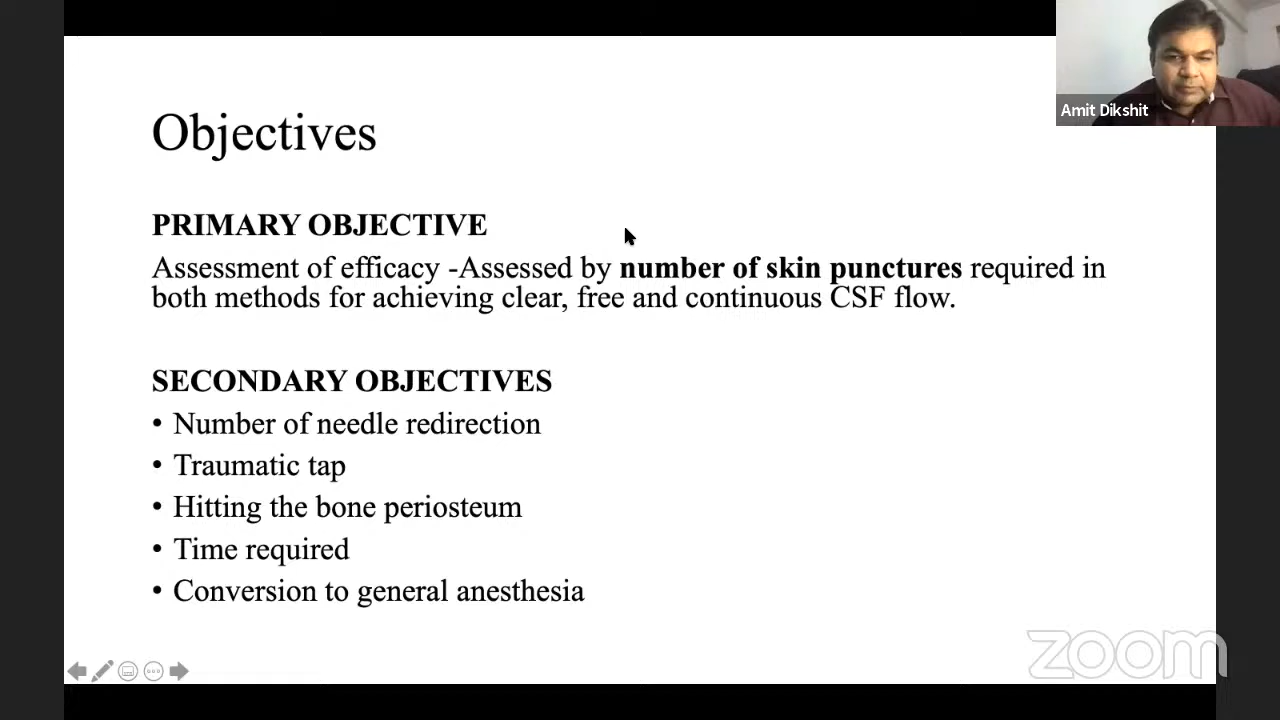 Amit Dikshit
Objectives
PRIMARY OBJECTIVE
Assessment of efficacy -Assessed by number of skin punctures required in
both methods for achieving clear, free and continuous CSF flow.
SECONDARY OBJECTIVES
• Number of needle redirection
• Traumatic tap
• Hitting the bone periosteum
• Time required
• Conversion to general anesthesia
zoom